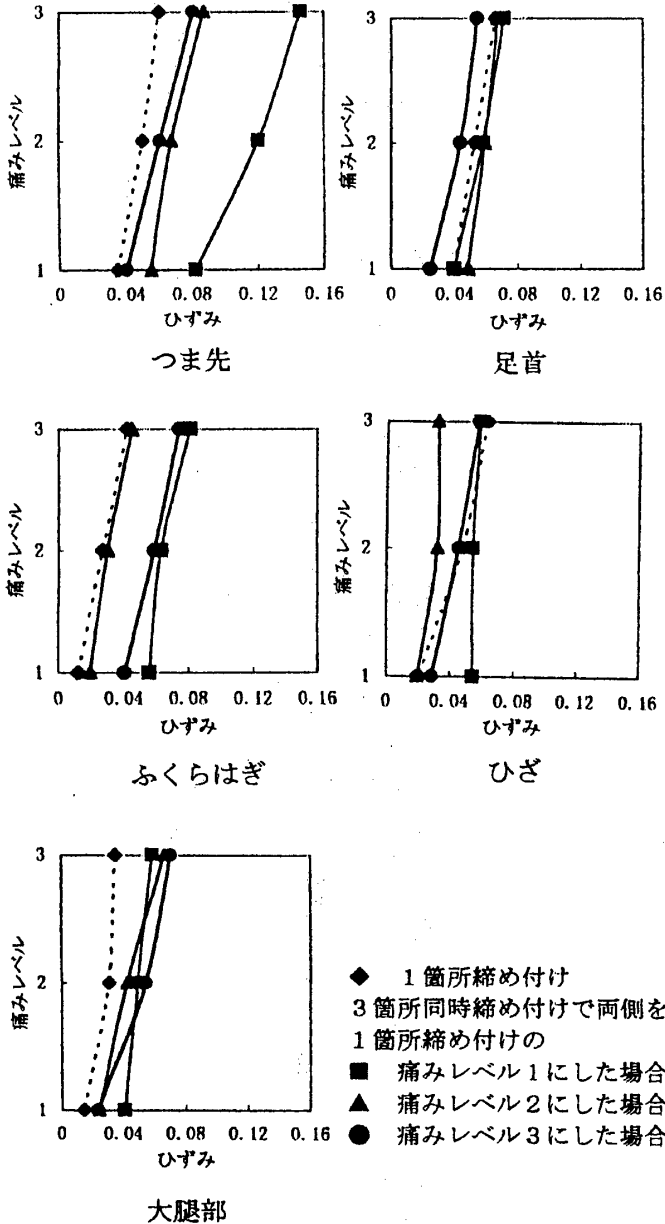 3
2
1
痛みレベル
0
0.04
0.08
0.12
0.16
ひずみ
つま先
3
2
1
痛みレベル
0
0.04
0.08
0.12
0.16
ひずみ
足首
3
2
1
痛みレベル
0
0.04
0.08
0.12
0.16
ひずみ
ふくらはぎ
3
2
1
痛みレベル
0
0.04
0.08
0.12
0.16
ひずみ
ひざ
3
2
1
痛みレベル
0
0.04
0.08
0.12
0.16
ひずみ
大腿部
◆ 1箇所締め付け
3箇所同時締め付けで両側を
1箇所締め付けの
■ 痛みレベル1にした場合
▲ 痛みレベル2にした場合
● 痛みレベル3にした場合